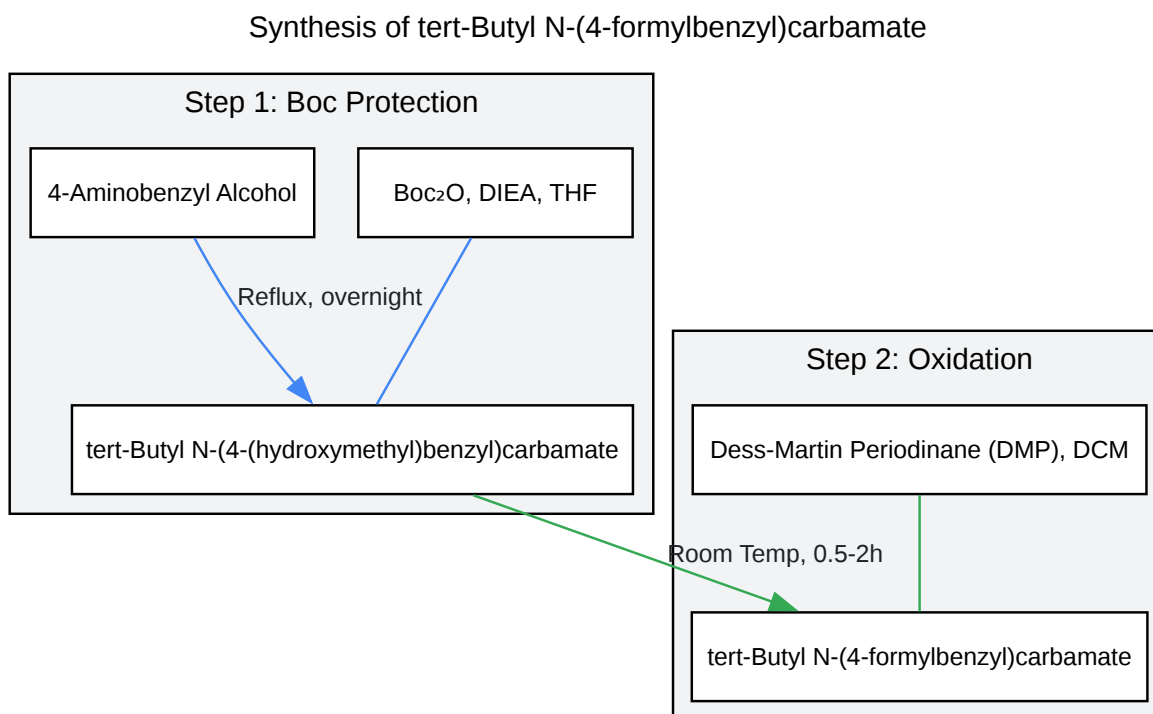 Synthesis of tert-Butyl N-(4-formylbenzyl)carbamate
Step 1: Boc Protection
4-Aminobenzyl Alcohol
Boc₂O, DIEA, THF
Reflux, overnight
tert-Butyl N-(4-(hydroxymethyl)benzyl)carbamate
Step 2: Oxidation
Dess-Martin Periodinane (DMP), DCM
Room Temp, 0.5-2h
tert-Butyl N-(4-formylbenzyl)carbamate